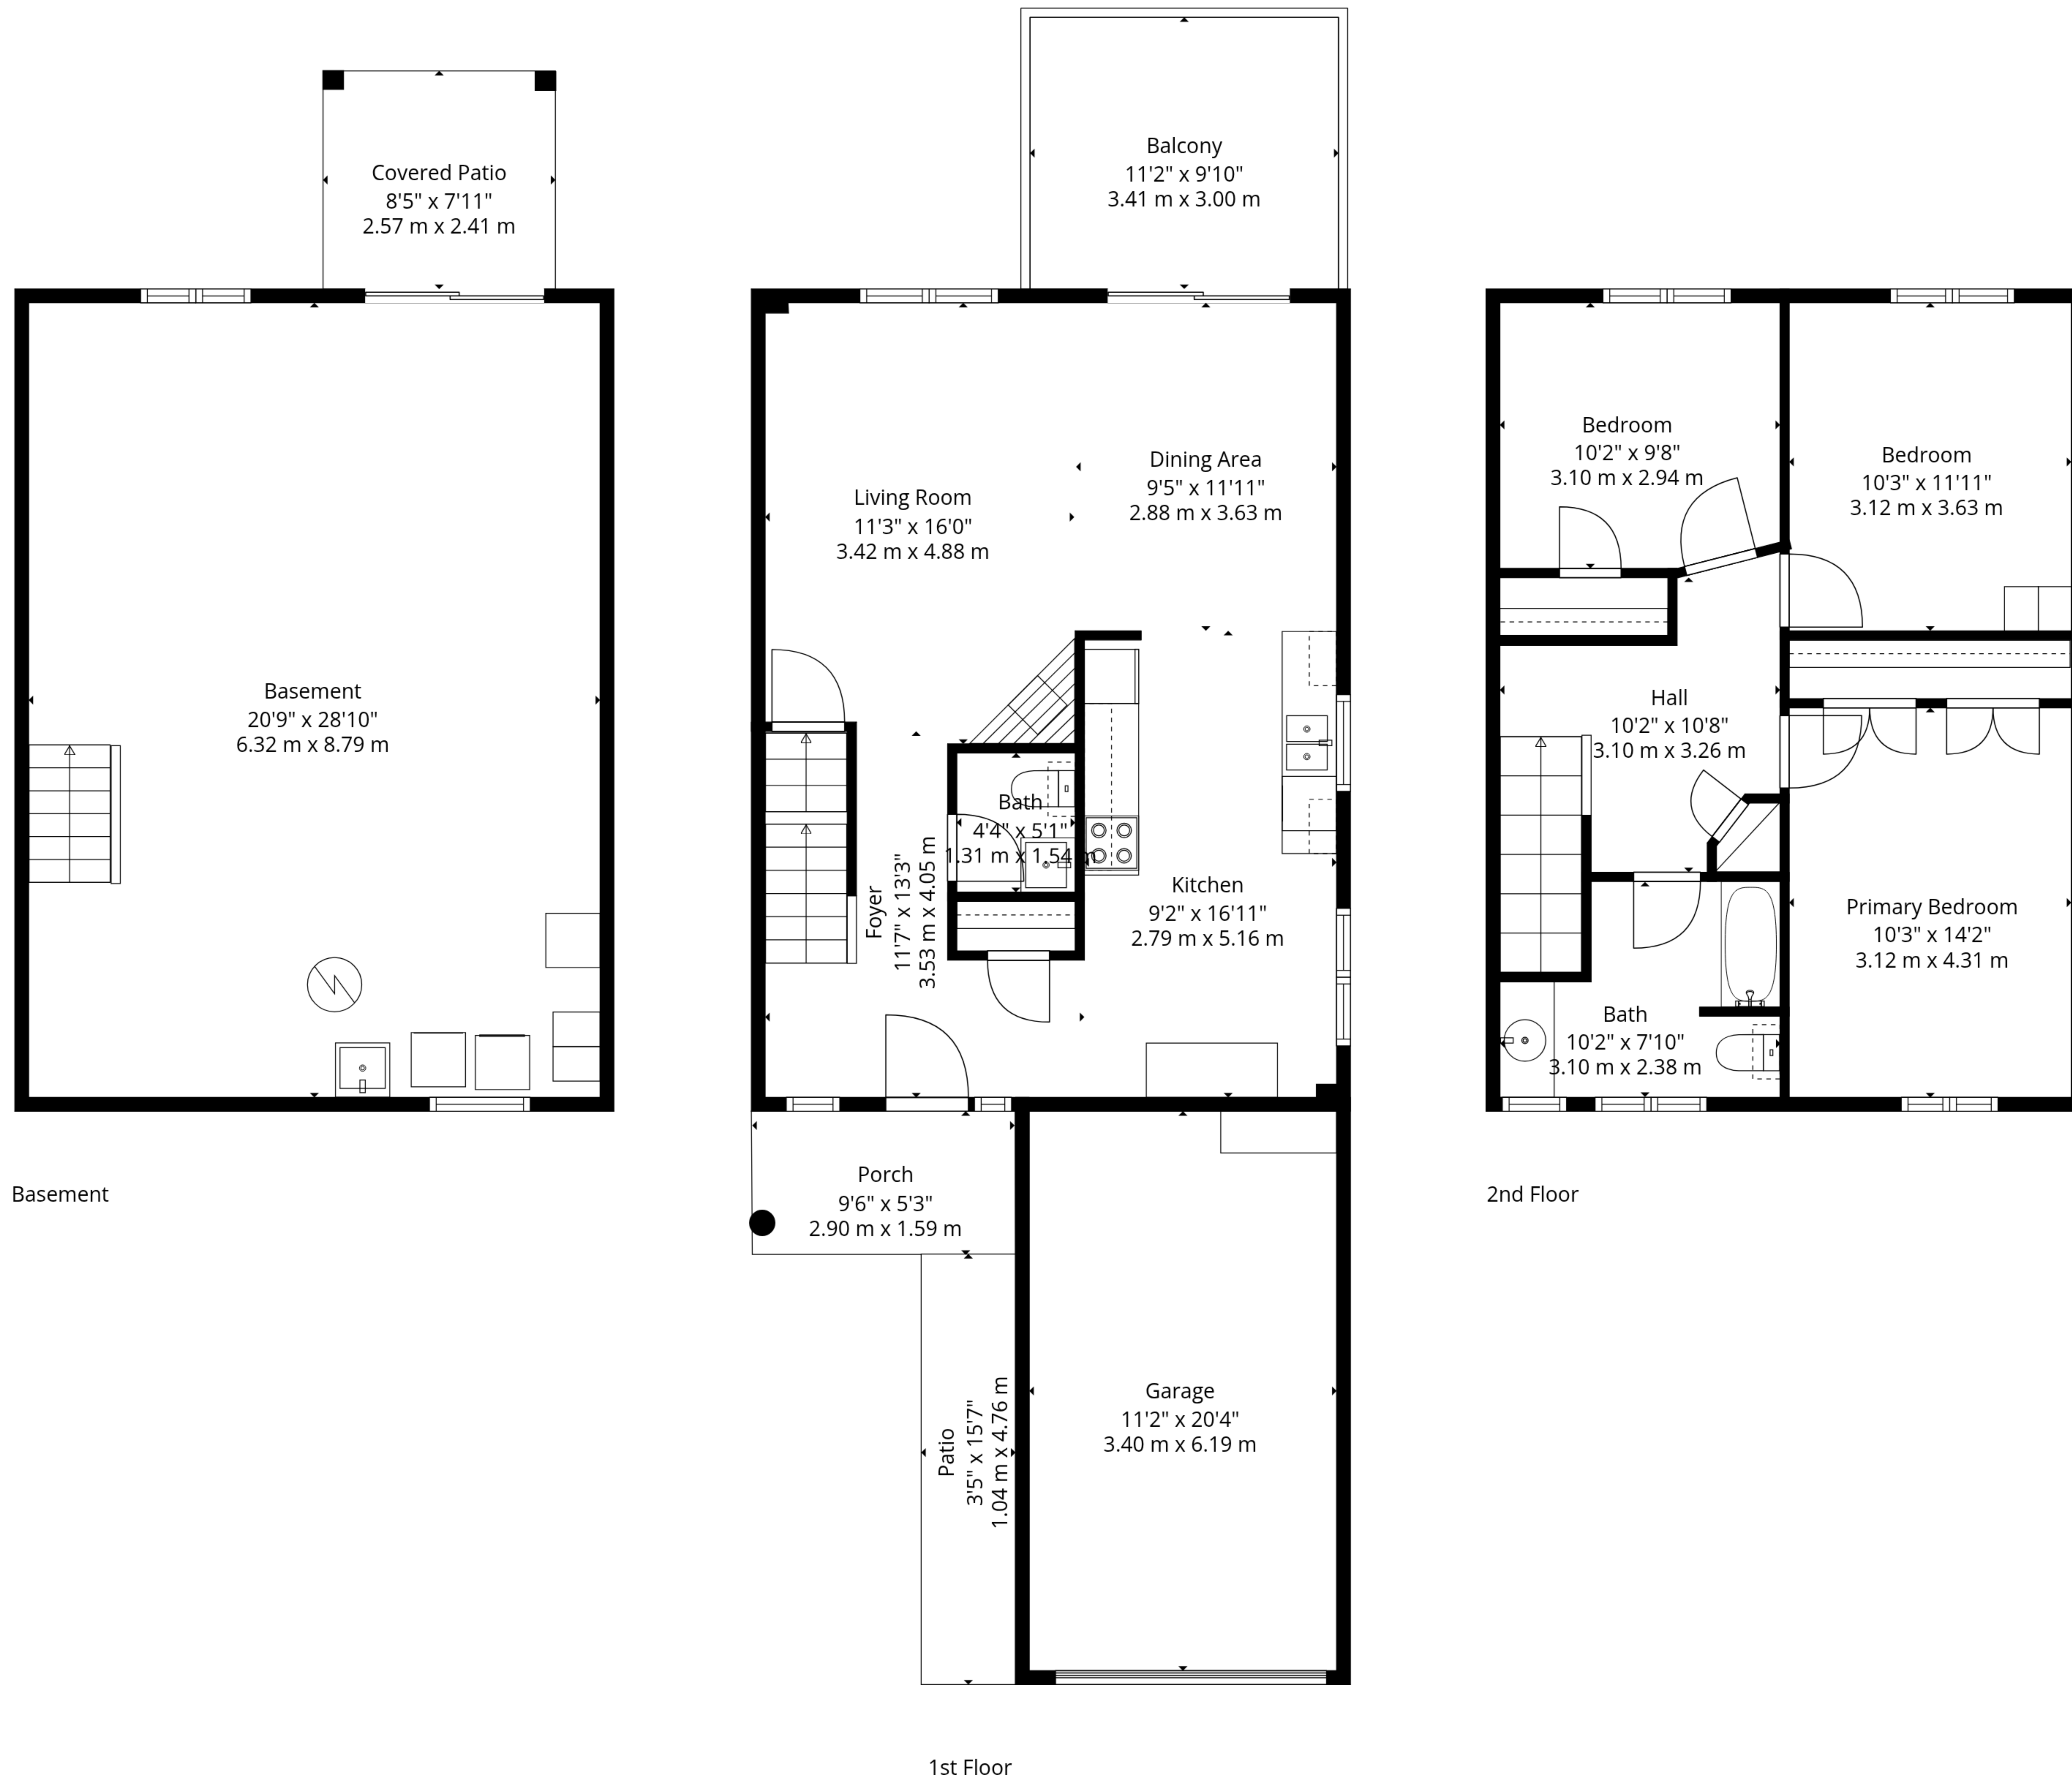 Covered Patio
8'5" x 7'11"
2.57 m x 2.41 m
Basement
20'9" x 28'10"
6.32 m x 8.79 m
Basement
Balcony
11'2" x 9'10"
3.41 m x 3.00 m
Living Room
11'3" x 16'0"
3.42 m x 4.88 m
Dining Area
9'5" x 11'11"
2.88 m x 3.63 m
Bath
4'4" x 5'1"
1.31 m x 1.54 m
Foyer
11'7" x 13'3"
3.53 m x 4.05 m
Kitchen
9'2" x 16'11"
2.79 m x 5.16 m
Porch
9'6" x 5'3"
2.90 m x 1.59 m
Patio
3'5" x 15'7"
1.04 m x 4.76 m
Garage
11'2" x 20'4"
3.40 m x 6.19 m
1st Floor
Bedroom
10'2" x 9'8"
3.10 m x 2.94 m
Bedroom
10'3" x 11'11"
3.12 m x 3.63 m
Hall
10'2" x 10'8"
3.10 m x 3.26 m
Primary Bedroom
10'3" x 14'2"
3.12 m x 4.31 m
Bath
10'2" x 7'10"
3.10 m x 2.38 m
2nd Floor